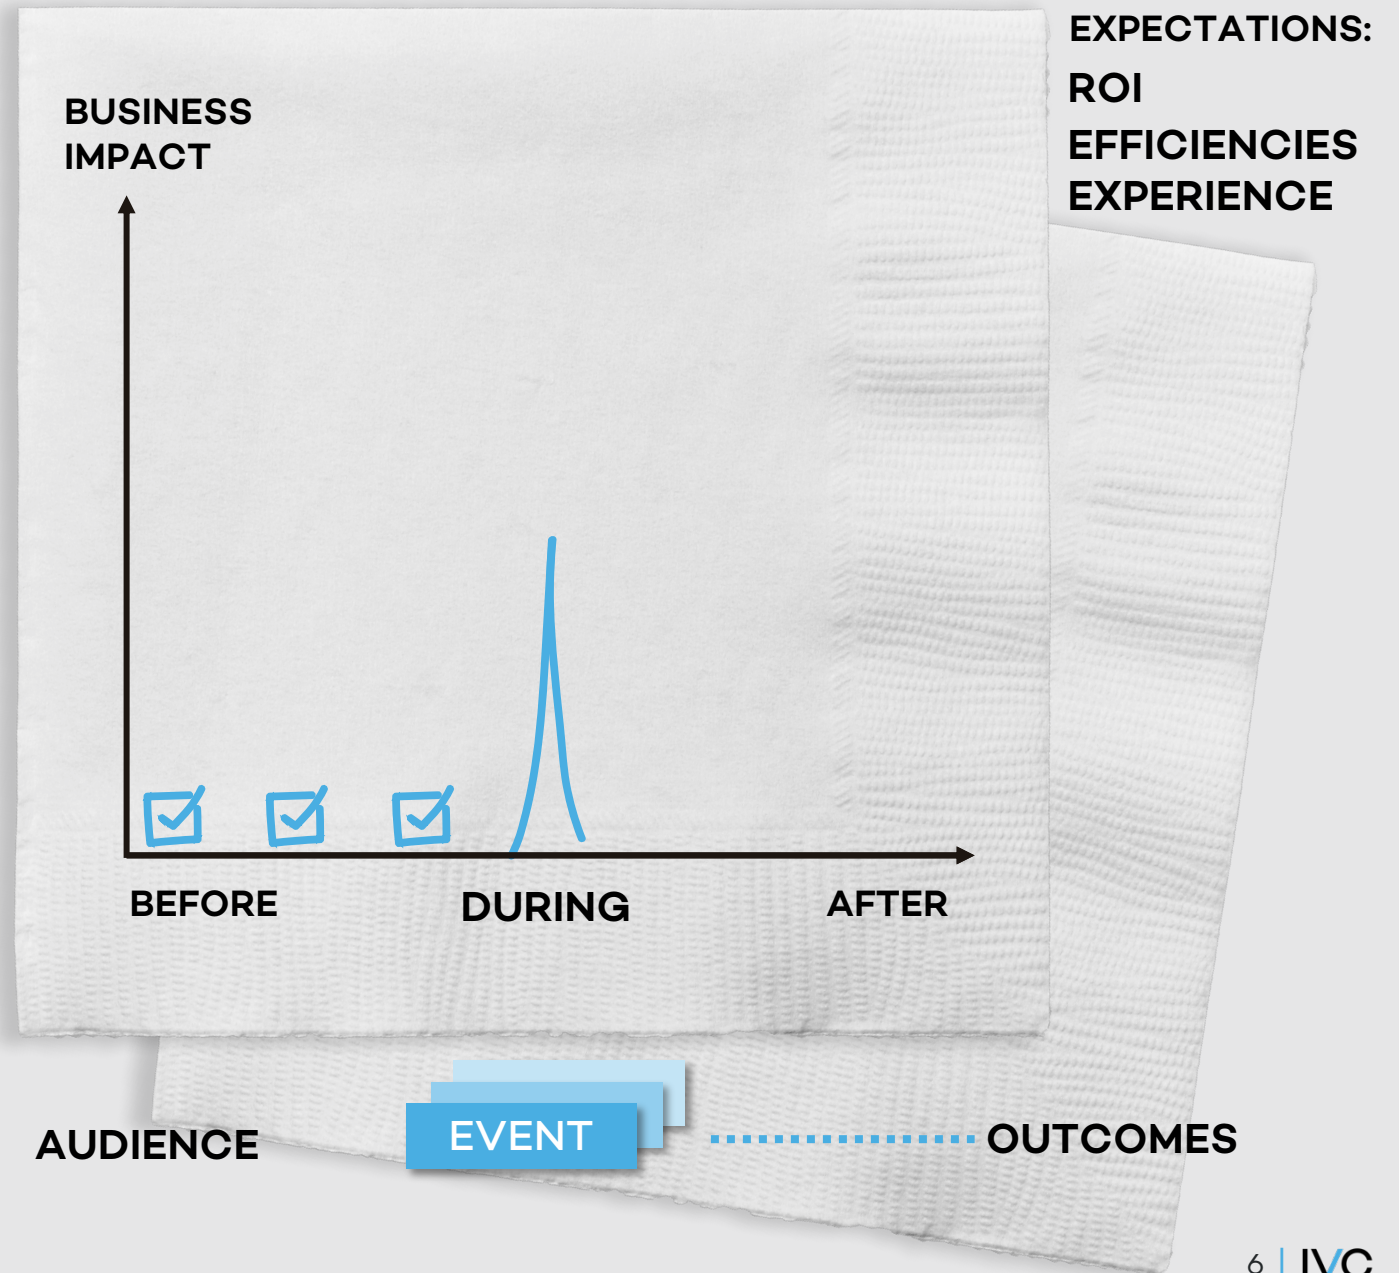 EXPECTATIONS:
ROI
EFFICIENCIES
EXPERIENCE
BUSINESS
IMPACT
BEFORE
DURING
AFTER
AUDIENCE
EVENT
OUTCOMES
6 | IVC